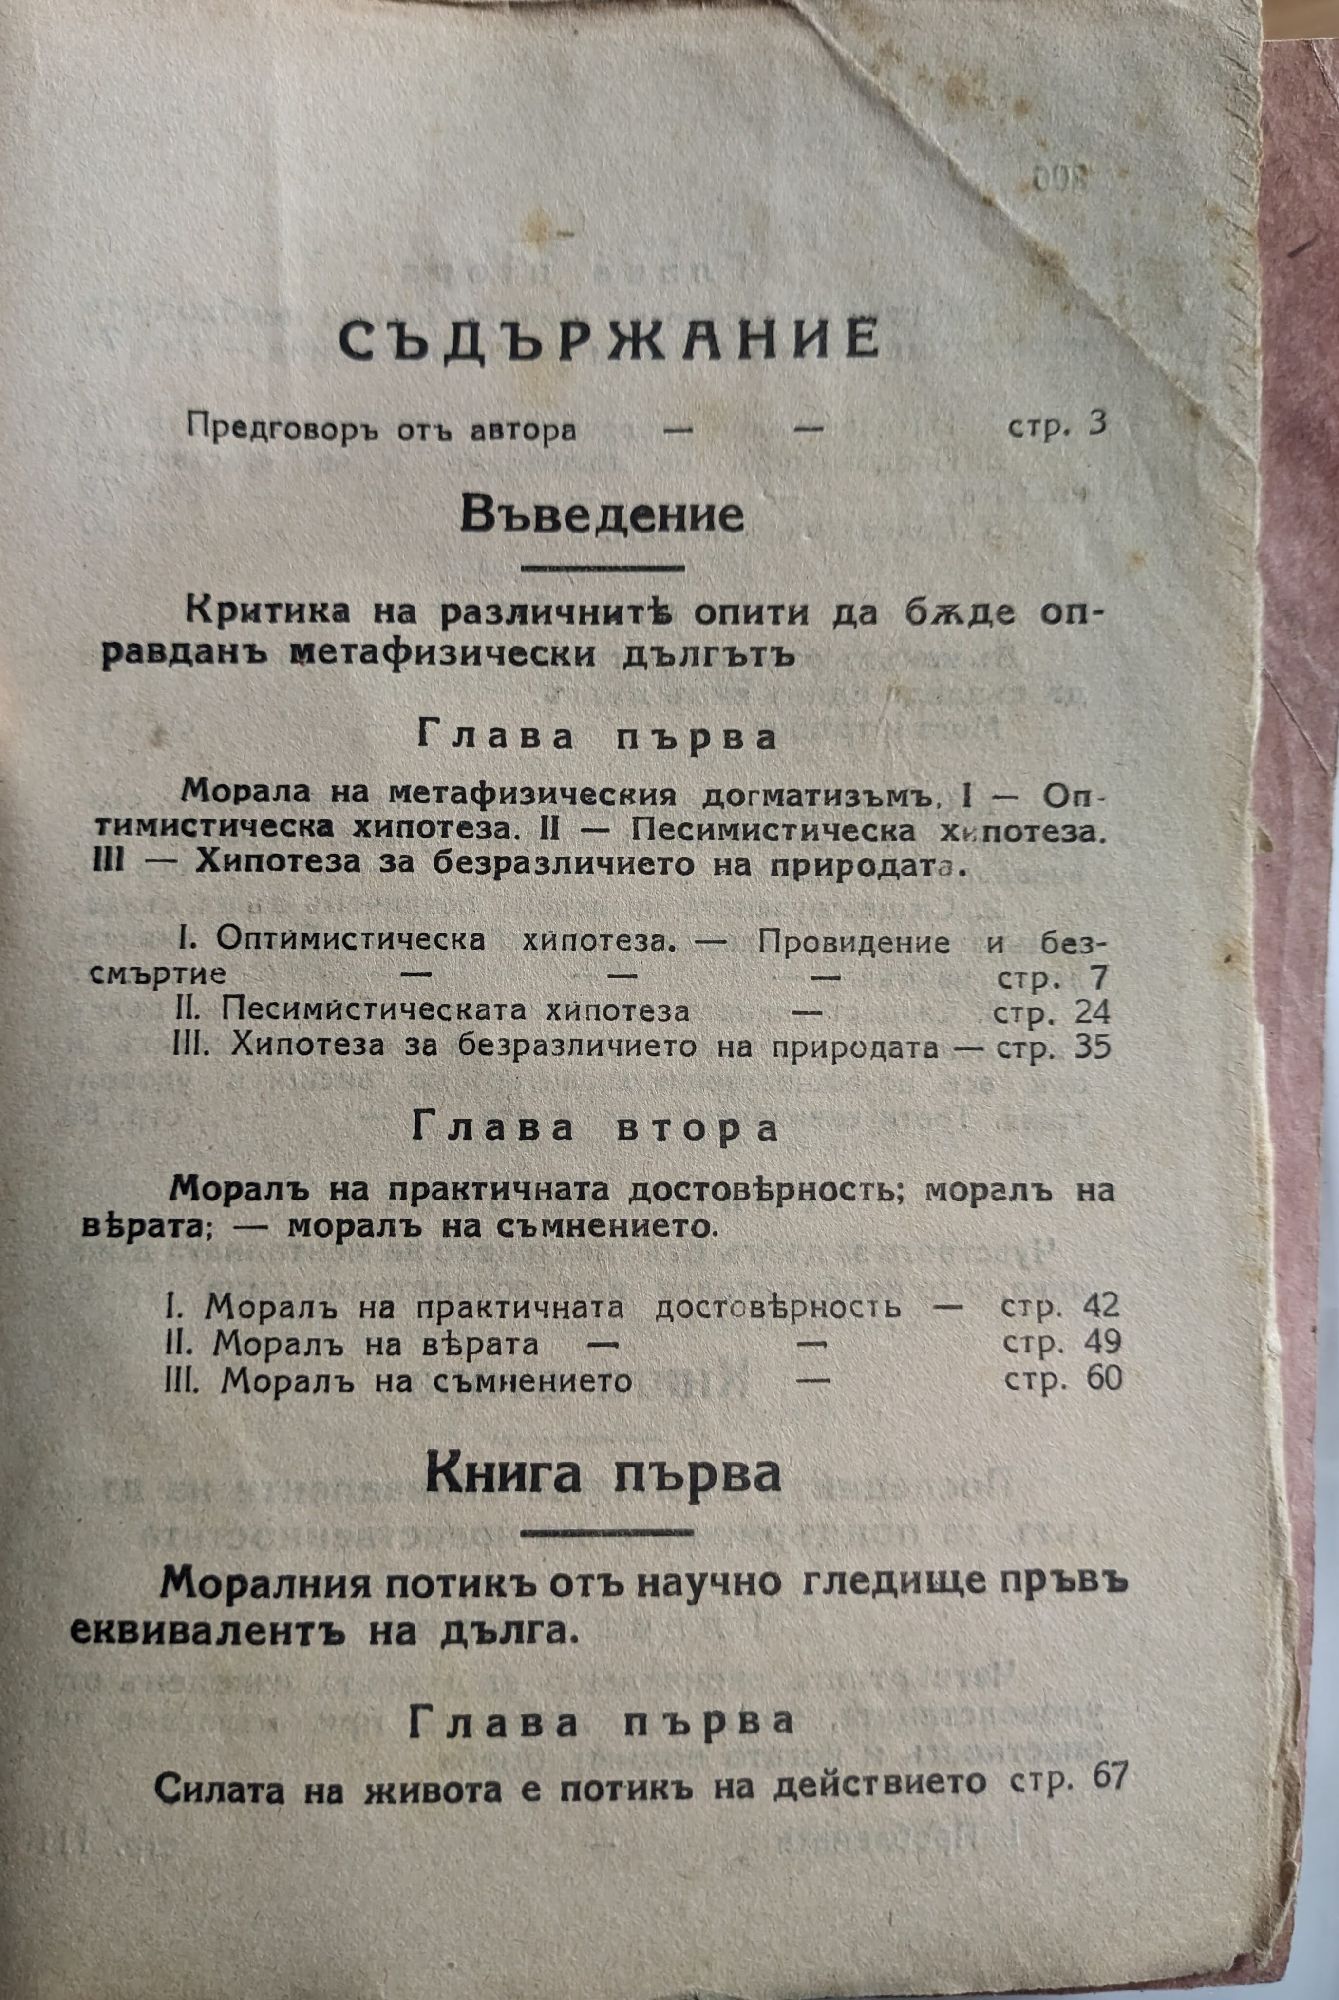 СЪДЪРЖАНИЕ
Предговоръ отъ автора — — стр. 3
Въведение
Критика на различнитѣ опити да бѫде оп-
равданъ метафизически дългътъ
Глава първа
Морала на метафизическия догматизъмъ. I — Оп-
тимистическа хипотеза. II — Песимистическа хипотеза.
III — Хипотеза за безразличието на природата.
I. Оптимистическа хипотеза. — Провидение и без-
смъртие — — — стр. 7
II. Песимистическата хипотеза — стр. 24
III. Хипотеза за безразличието на природата — стр. 35
Глава втора
Моралъ на практичната достовѣрность; моралъ на
вѣрата; — моралъ на съмнението.
I. Моралъ на практичната достовѣрность — стр. 42
II. Моралъ на вѣрата — — стр. 49
III. Моралъ на съмнението — стр. 60
Книга първа
Моралния потикъ отъ научно гледище пръвъ
еквивалентъ на дълга.
Глава първа
Силата на живота е потикъ на действието стр. 67